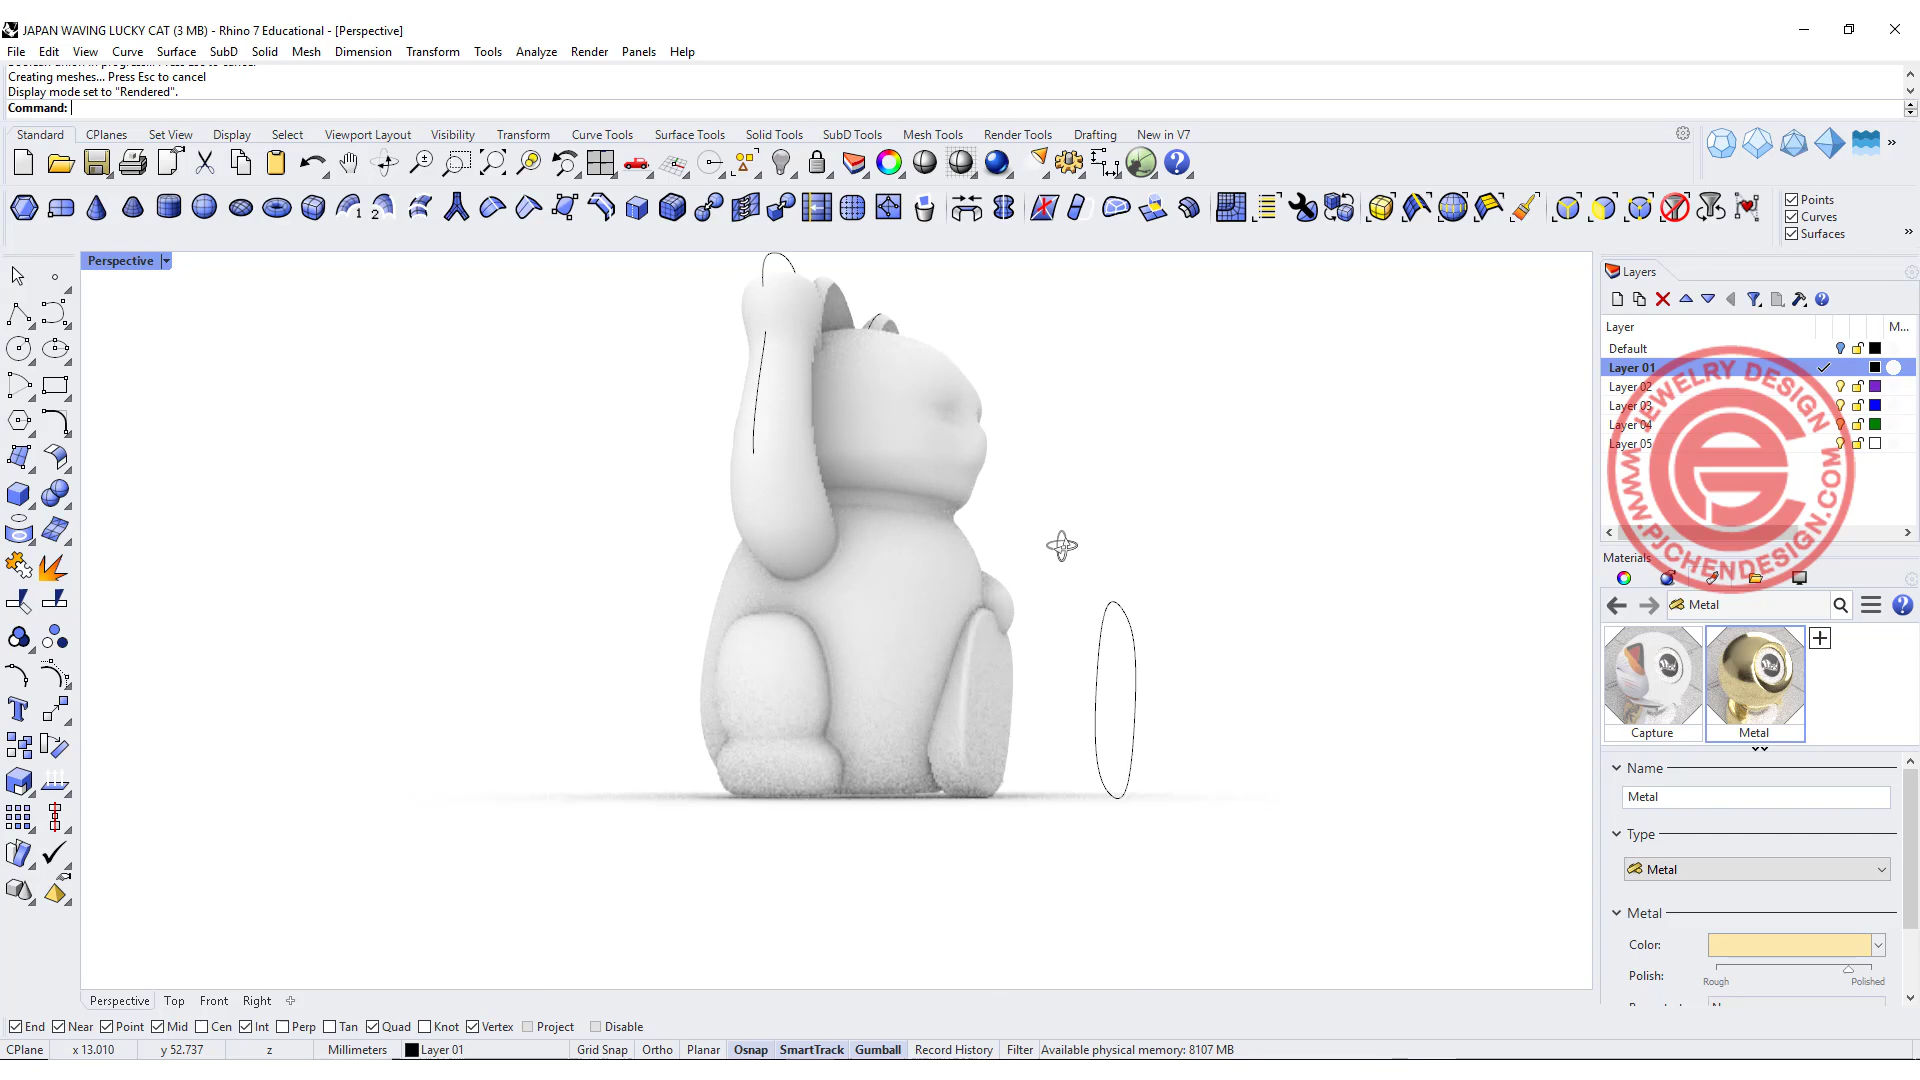 JAPAN WAVING LUCKY CAT (3 MB) - Rhino 7 Educational - [Perspective]
File Edit View Curve Surface SubD Solid Mesh Dimension Transform Tools Analyze Render Panels Help
Creating meshes... Press Esc to cancel
Display mode set to "Rendered".
Command:
Standard CPlanes Set View Display Select Viewport Layout Visibility Transform Curve Tools Surface Tools Solid Tools SubD Tools Mesh Tools Render Tools Drafting New in V7
Points
Curves
Surfaces
Perspective
Layers
Layer M...
Default
Layer 01
Layer 02
Layer 03
Layer 04
Layer 05
JEWELRY DESIGN
WWW.PJCHENDESIGN.COM
Materials
Metal
Capture Metal
Name
Metal
Type
Metal
Metal
Color:
Polish:
Rough Polished
Perspective Top Front Right
End Near Point Mid Cen Int Perp Tan Quad Knot Vertex Project Disable
CPlane x 13.010 y 52.737 z Millimeters Layer 01 Grid Snap Ortho Planar Osnap SmartTrack Gumball Record History Filter Available physical memory: 8107 MB